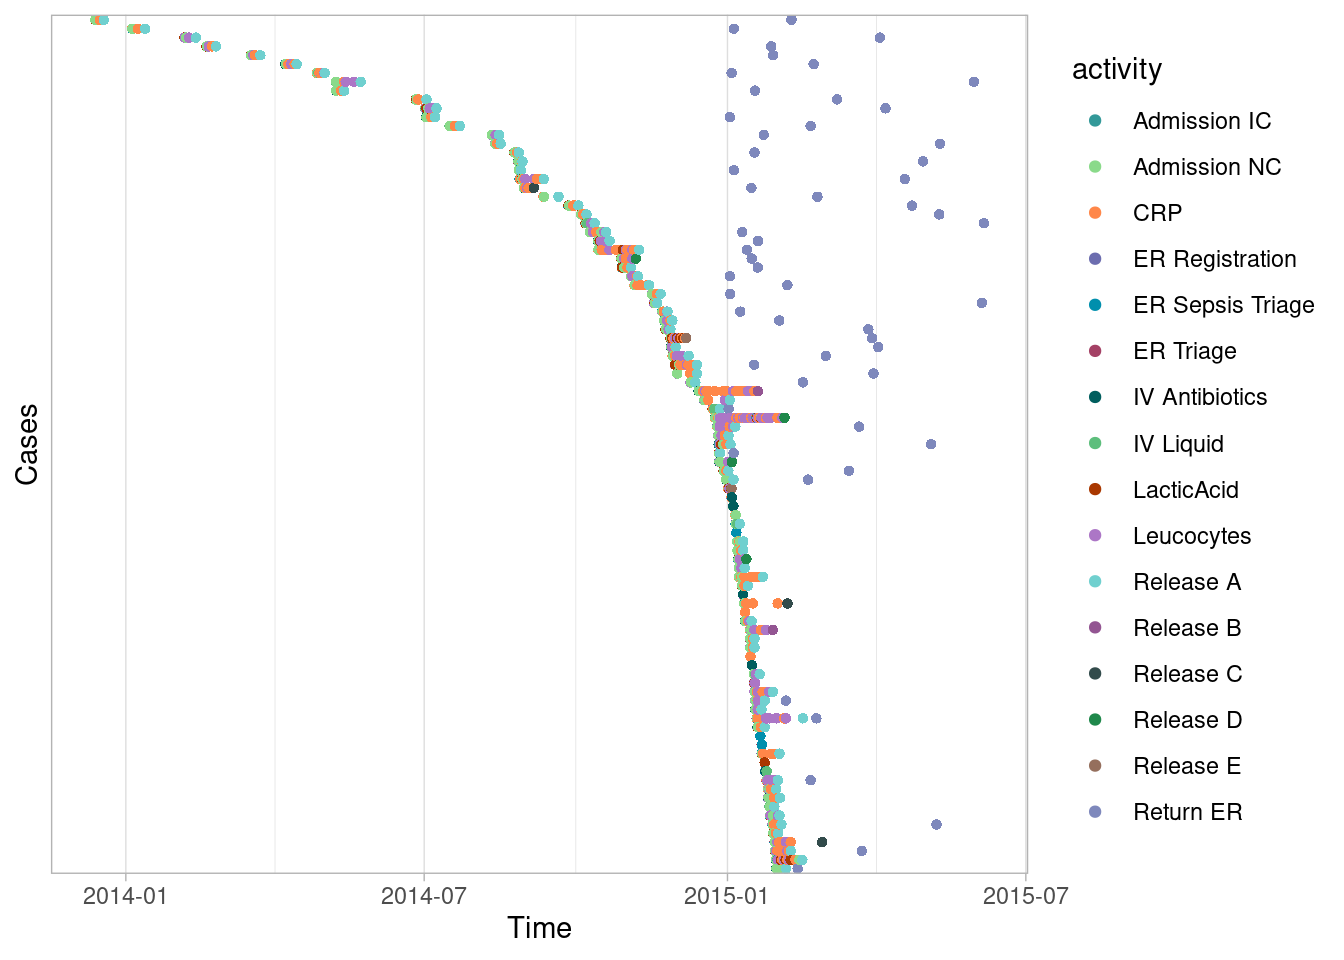 activity
Admission IC
Admission NC
CRP
ER Registration
ER Sepsis Triage
ER Triage
IV Antibiotics
IV Liquid
LacticAcid
Leucocytes
Release A
Release B
Release C
Release D
Release E
Return ER
Cases
2014-01 2014-07 2015-01 2015-07
Time